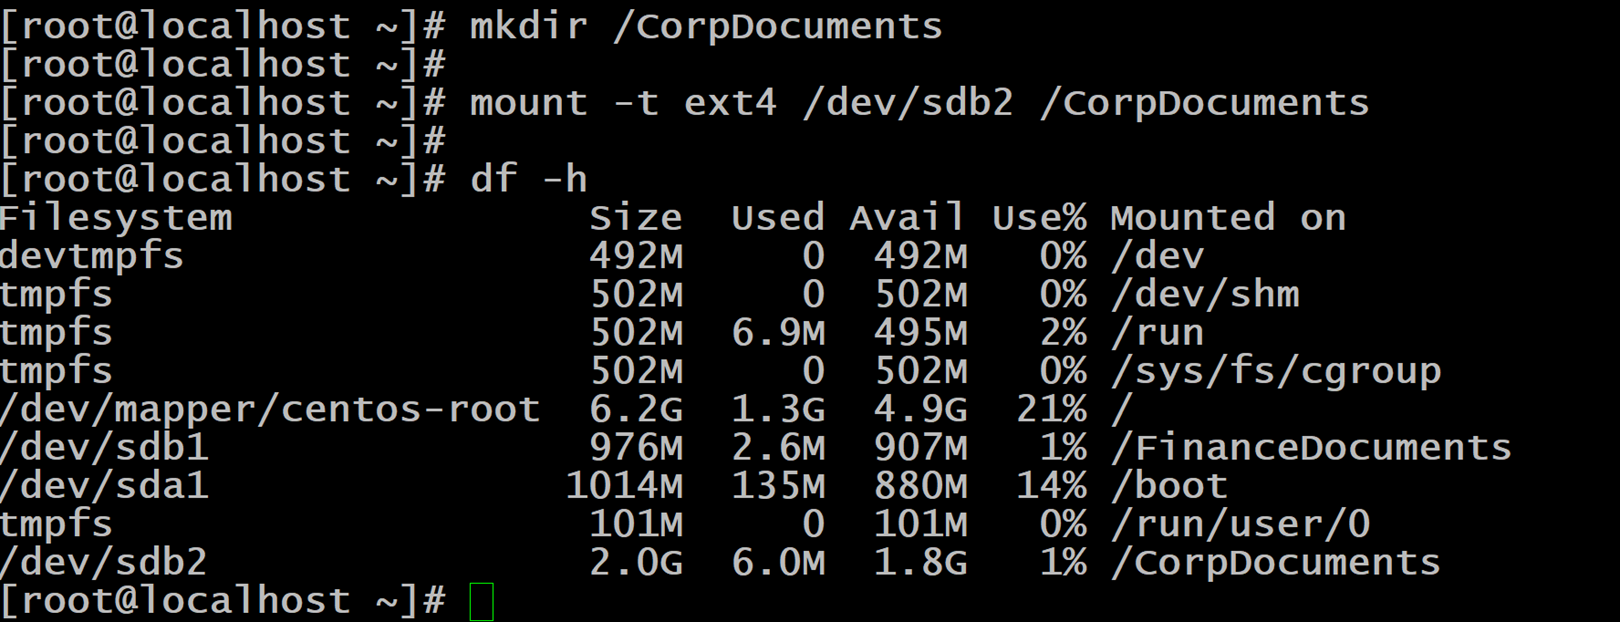 [root@localhost ~]# mkdir /CorpDocuments
[root@localhost ~]#
[root@localhost ~]# mount -t ext4 /dev/sdb2 /CorpDocuments
[root@localhost ~]#
[root@localhost ~]# df -h
Filesystem               Size  Used Avail Use% Mounted on
devtmpfs                 492M     0  492M   0% /dev
tmpfs                    502M     0  502M   0% /dev/shm
tmpfs                    502M  6.9M  495M   2% /run
tmpfs                    502M     0  502M   0% /sys/fs/cgroup
/dev/mapper/centos-root  6.2G  1.3G  4.9G  21% /
/dev/sdb1                976M  2.6M  907M   1% /FinanceDocuments
/dev/sda1               1014M  135M  880M  14% /boot
tmpfs                    101M     0  101M   0% /run/user/0
/dev/sdb2                2.0G  6.0M  1.8G   1% /CorpDocuments
[root@localhost ~]#